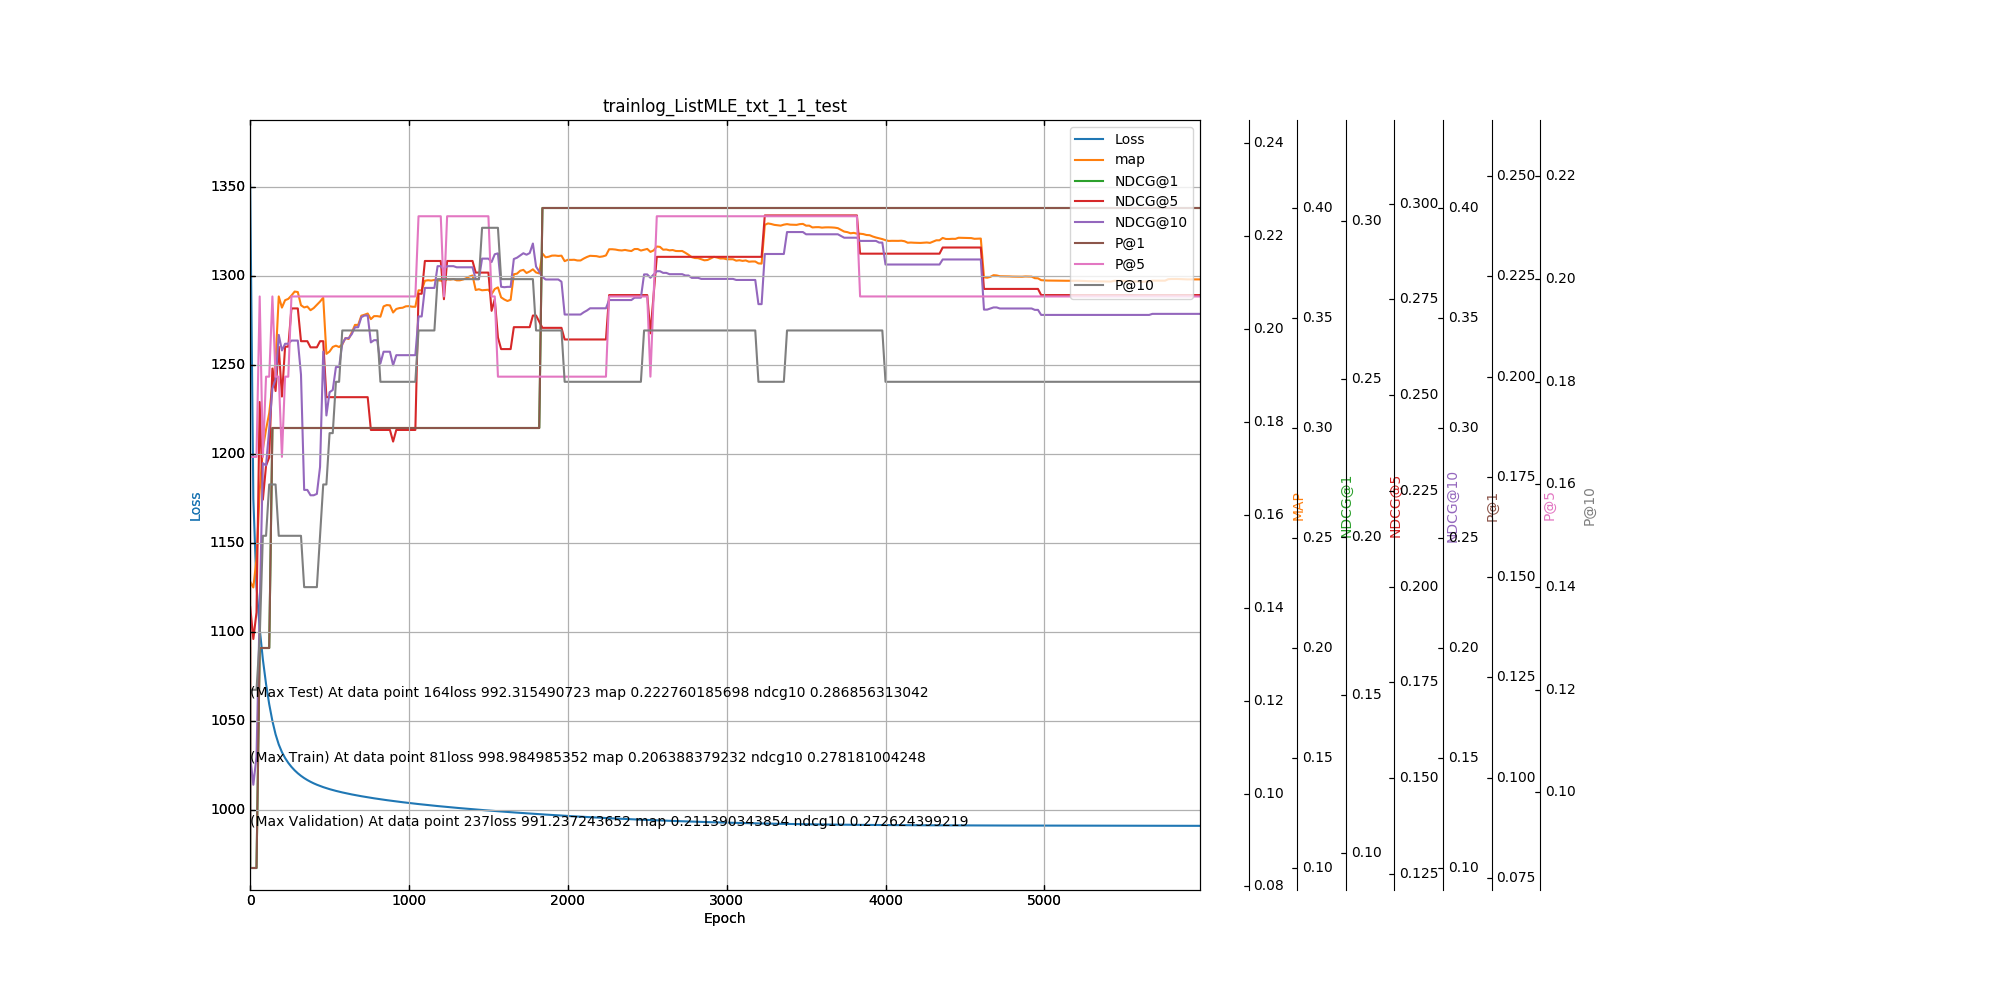 trainlog_ListMLE_txt_1_1_test
Loss
map
NDCG@1
NDCG@5
NDCG@10
P@1
P@5
P@10
1350
1300
1250
1200
1150
1100
1050
1000
Loss
(Max Test) At data point 164loss 992.315490723 map 0.222760185698 ndcg10 0.286856313042
(Max Train) At data point 81loss 998.984985352 map 0.206388379232 ndcg10 0.278181004248
(Max Validation) At data point 237loss 991.237243652 map 0.211390343854 ndcg10 0.272624399219
0 1000 2000 3000 4000 5000
Epoch
0.24
0.22
0.20
0.18
0.16
0.14
0.12
0.10
0.08
MAP
0.40
0.35
0.30
0.25
0.20
0.15
0.10
NDCG@1
0.30
0.25
0.20
0.15
0.10
NDCG@5
0.300
0.275
0.250
0.225
0.200
0.175
0.150
0.125
NDCG@10
0.40
0.35
0.30
0.25
0.20
0.15
0.10
P@1
0.250
0.225
0.200
0.175
0.150
0.125
0.100
0.075
P@5
0.22
0.20
0.18
0.16
0.14
0.12
0.10
P@10